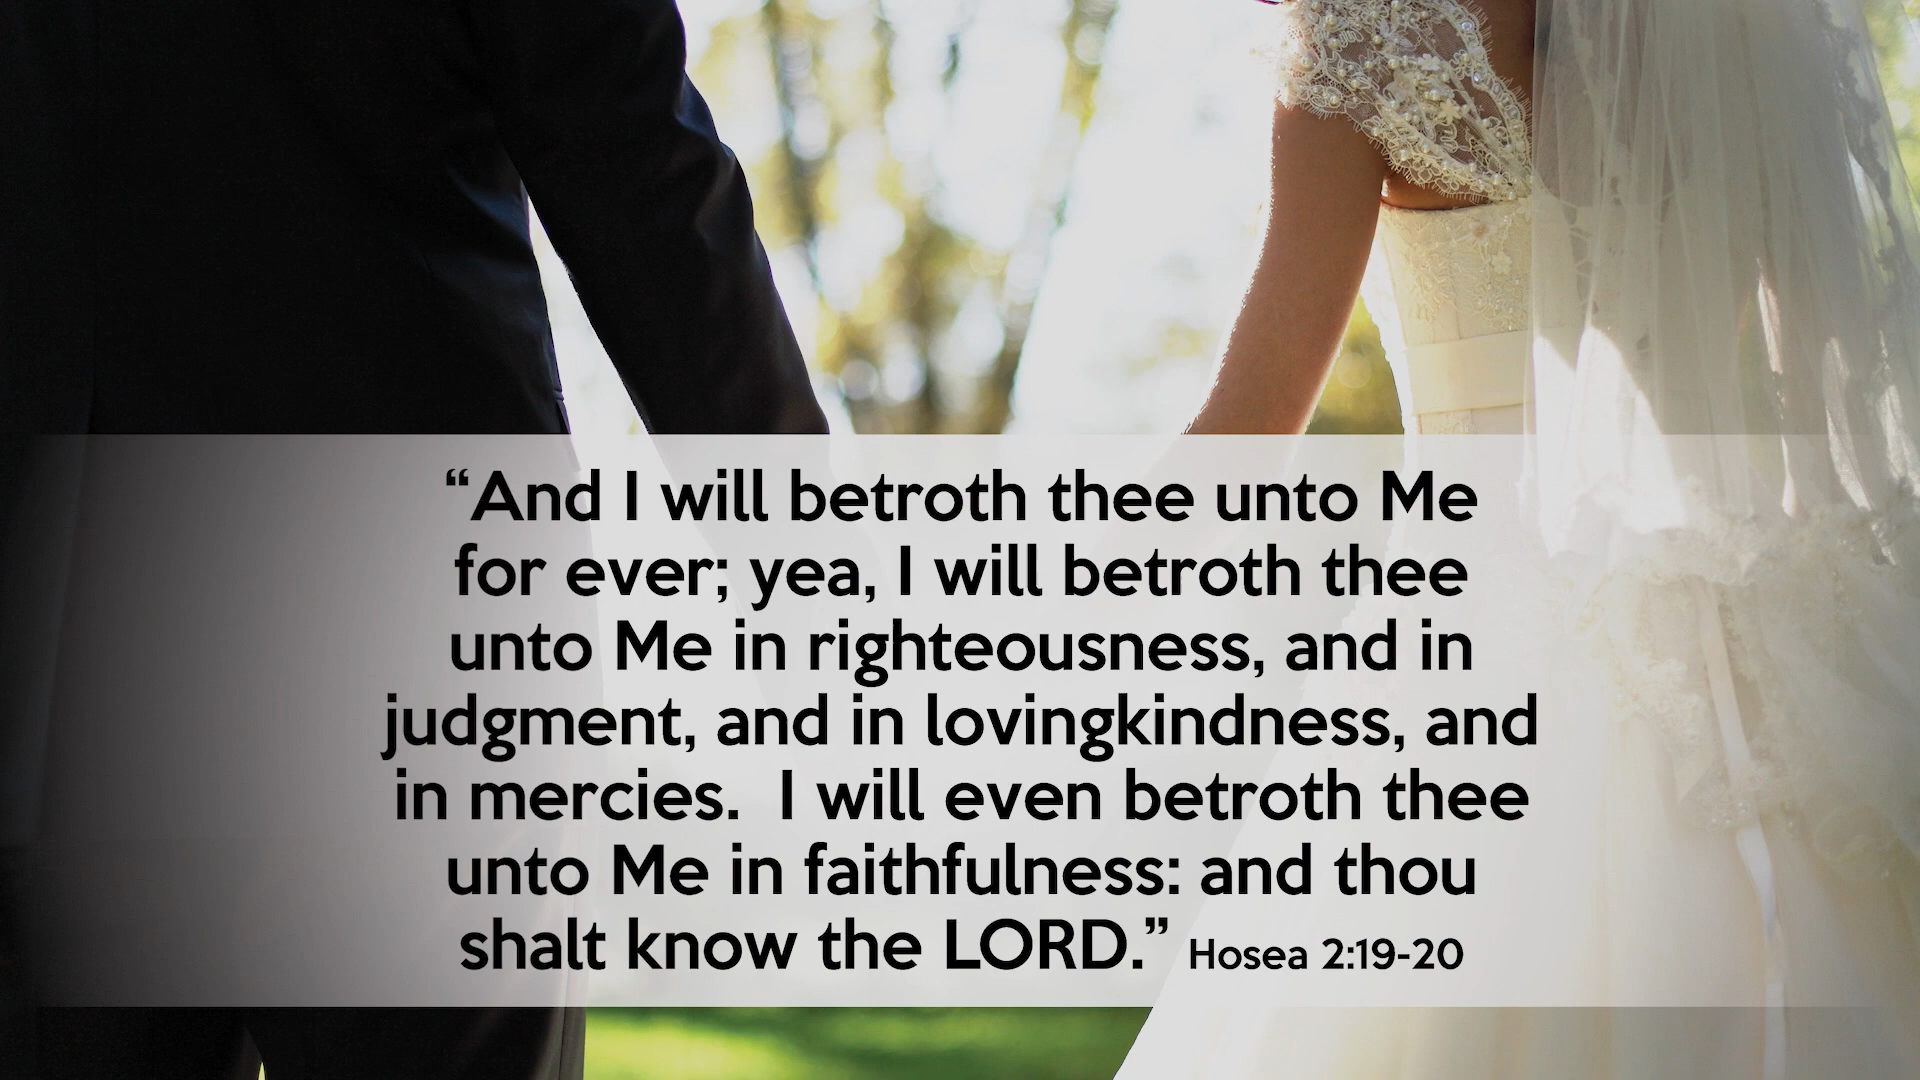 “And I will betroth thee unto Me
for ever; yea, I will betroth thee
unto Me in righteousness, and in
judgment, and in lovingkindness, and
in mercies.  I will even betroth thee
unto Me in faithfulness: and thou
shalt know the LORD.” Hosea 2:19-20